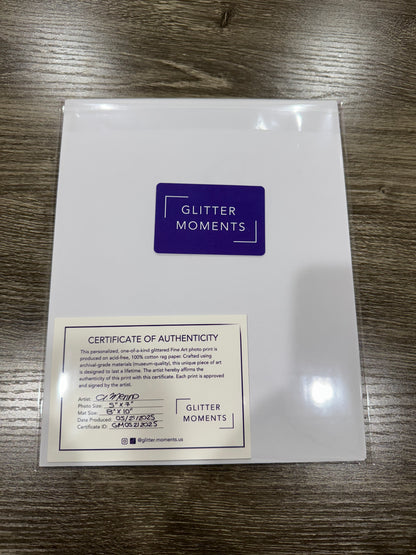 GLITTER
MOMENTS
CERTIFICATE OF AUTHENTICITY
This personalized, one-of-a-kind glittered Fine Art photo print is
produced on acid-free, 100% cotton rag paper. Crafted using
archival-grade materials (museum-quality), this unique piece of art
is designed to last a lifetime. The artist hereby affirms the
authenticity of this print with this certificate. Each print is approved
and signed by the artist.
Artist:
Photo Size: 5" x 7"
Mat Size: 8" x 10"
Date Produced: 05/21/2025
Certificate ID: GM05212025
GLITTER
MOMENTS
@glitter.moments.us